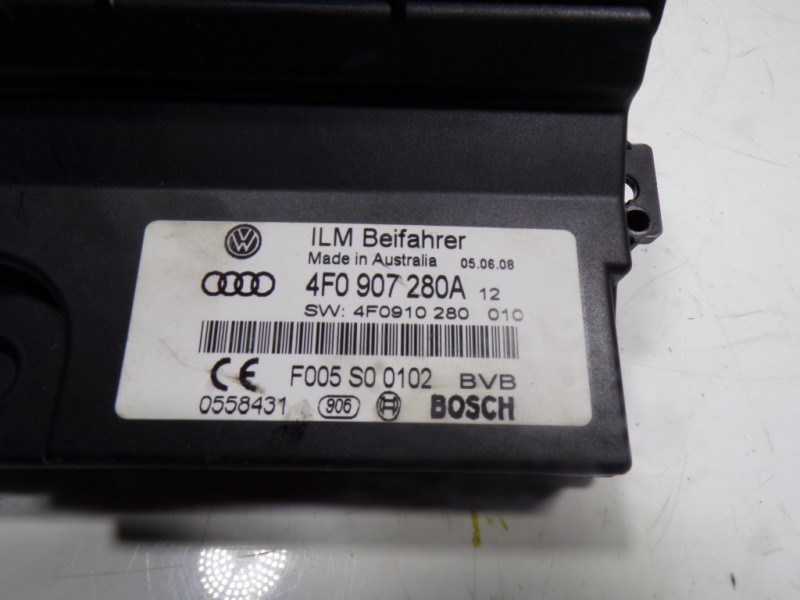 ILM Beifahrer
Made in Australia 05.06.08
4F0 907 280A 12
SW: 4F0910 280 010
CE F005 S0 0102 BVB
0558431 906 BOSCH